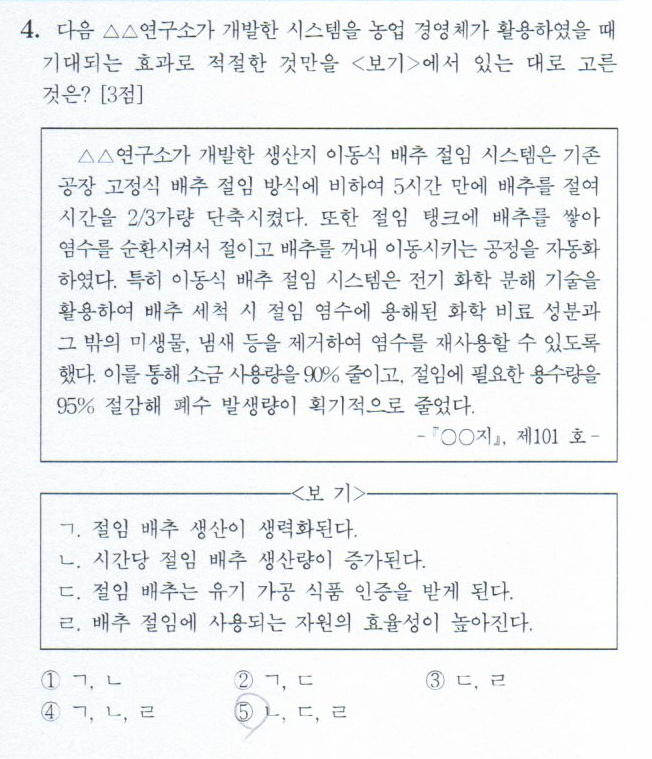 4. 다음 △△연구소가 개발한 시스템을 농업 경영체가 활용하였을 때
기대되는 효과로 적절한 것만을 <보기>에서 있는 대로 고른
것은? [3점]
△△연구소가 개발한 생산지 이동식 배추 절임 시스템은 기존
공장 고정식 배추 절임 방식에 비하여 5시간 만에 배추를 절여
시간을 2/3가량 단축시켰다. 또한 절임 탱크에 배추를 쌓아
염수를 순환시켜서 절이고 배추를 꺼내 이동시키는 공정을 자동화
하였다. 특히 이동식 배추 절임 시스템은 전기 화학 분해 기술을
활용하여 배추 세척 시 절임 염수에 용해된 화학 비료 성분과
그 밖의 미생물, 냄새 등을 제거하여 염수를 재사용할 수 있도록
했다. 이를 통해 소금 사용량을 90% 줄이고, 절임에 필요한 용수량을
95% 절감해 폐수 발생량이 획기적으로 줄었다.
-『○○지』, 제101 호-
<보 기>
ㄱ. 절임 배추 생산이 생력화된다.
ㄴ. 시간당 절임 배추 생산량이 증가된다.
ㄷ. 절임 배추는 유기 가공 식품 인증을 받게 된다.
ㄹ. 배추 절임에 사용되는 자원의 효율성이 높아진다.
① ㄱ, ㄴ ② ㄱ, ㄷ ③ ㄷ, ㄹ
④ ㄱ, ㄴ, ㄹ ⑤ ㄴ, ㄷ, ㄹ